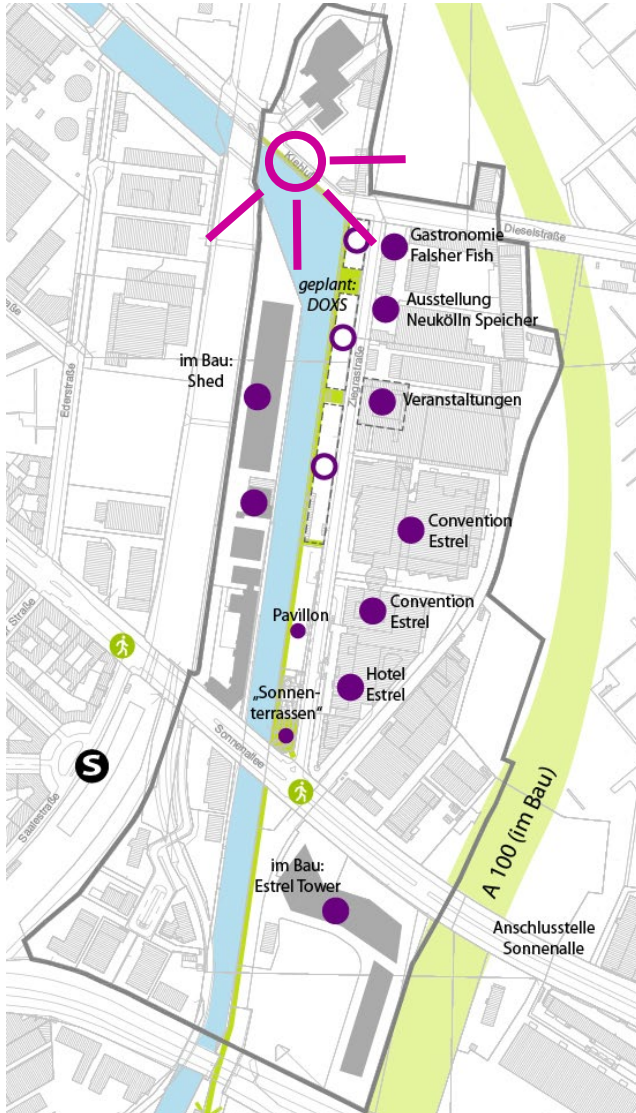 Dieselstraße
Gastronomie
Falsher Fish
geplant:
DOXS
Ausstellung
Neukölln Speicher
im Bau:
Shed
Ederstraße
Ziegrastraße
Veranstaltungen
Convention
Estrel
Convention
Estrel
Pavillon
Hotel
Estrel
„Sonnen-
terrassen“
Sonnenallee
S
Saalestraße
A 100 (im Bau)
im Bau:
Estrel Tower
Anschlusstelle
Sonnenalle